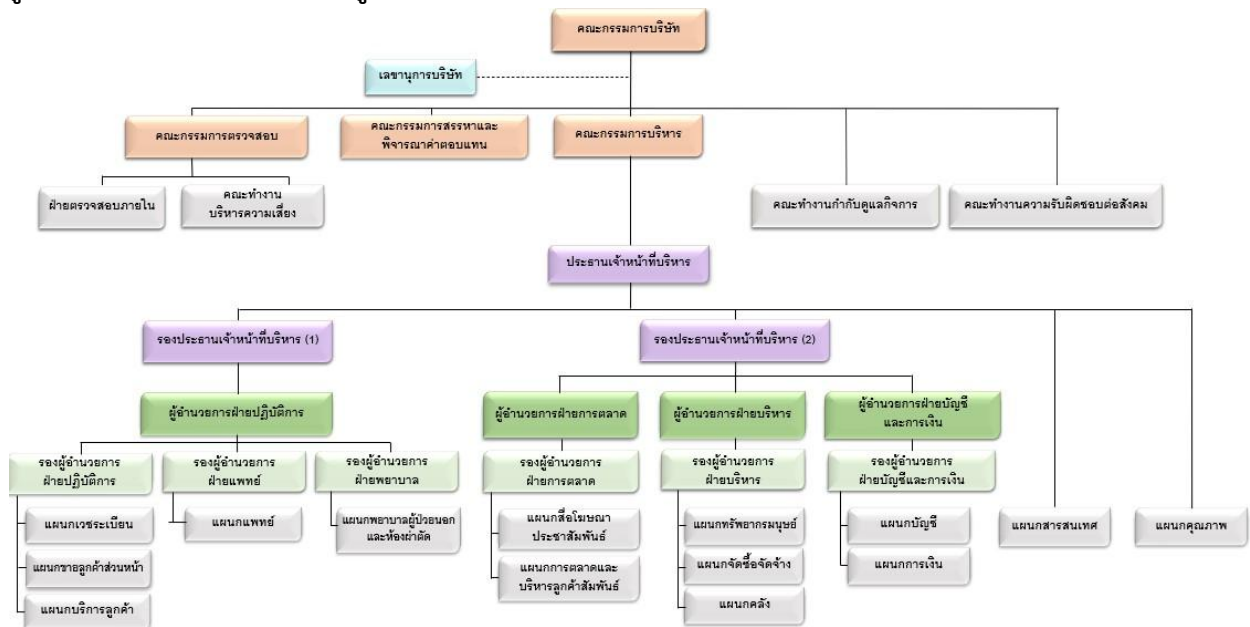 คณะกรรมการบริษัท
เลขานุการบริษัท
คณะกรรมการตรวจสอบ
คณะกรรมการสรรหาและ
พิจารณาค่าตอบแทน
คณะกรรมการบริหาร
ฝ่ายตรวจสอบภายใน
คณะทำงาน
บริหารความเสี่ยง
คณะทำงานกำกับดูแลกิจการ
คณะทำงานความรับผิดชอบต่อสังคม
ประธานเจ้าหน้าที่บริหาร
รองประธานเจ้าหน้าที่บริหาร (1)
รองประธานเจ้าหน้าที่บริหาร (2)
ผู้อำนวยการฝ่ายปฏิบัติการ
ผู้อำนวยการฝ่ายการตลาด
ผู้อำนวยการฝ่ายบริหาร
ผู้อำนวยการฝ่ายบัญชี
และการเงิน
รองผู้อำนวยการ
ฝ่ายปฏิบัติการ
รองผู้อำนวยการ
ฝ่ายแพทย์
รองผู้อำนวยการ
ฝ่ายพยาบาล
รองผู้อำนวยการ
ฝ่ายการตลาด
รองผู้อำนวยการ
ฝ่ายบริหาร
รองผู้อำนวยการ
ฝ่ายบัญชีและการเงิน
แผนกเวชระเบียน
แผนกแพทย์
แผนกพยาบาลผู้ป่วยนอก
และห้องผ่าตัด
แผนกสื่อโฆษณา
ประชาสัมพันธ์
แผนกทรัพยากรมนุษย์
แผนกบัญชี
แผนกสารสนเทศ
แผนกคุณภาพ
แผนกขายลูกค้าส่วนหน้า
แผนกการตลาดและ
บริหารลูกค้าสัมพันธ์
แผนกจัดซื้อจัดจ้าง
แผนกการเงิน
แผนกบริการลูกค้า
แผนกคลัง